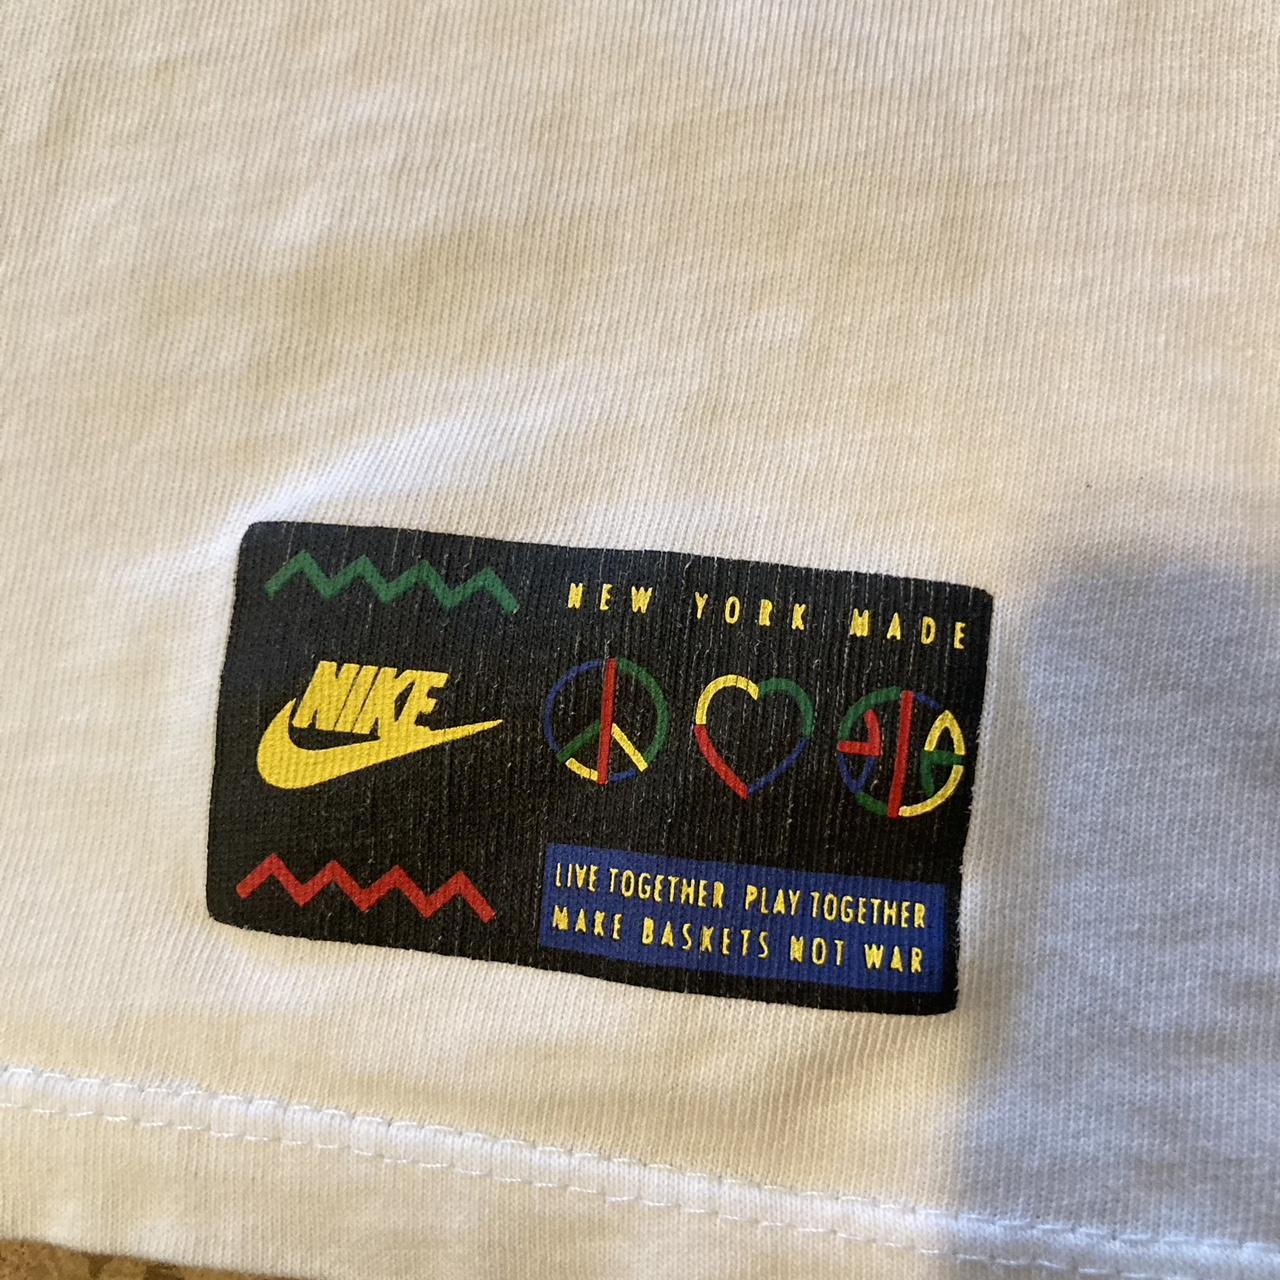 NEW YORK MADE
NIKE
LIVE TOGETHER PLAY TOGETHER
MAKE BASKETS NOT WAR